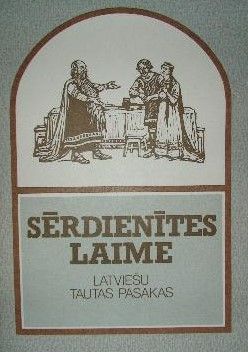 SĒRDIENĪTES
LAIME
LATVIEŠU
TAUTAS PASAKAS